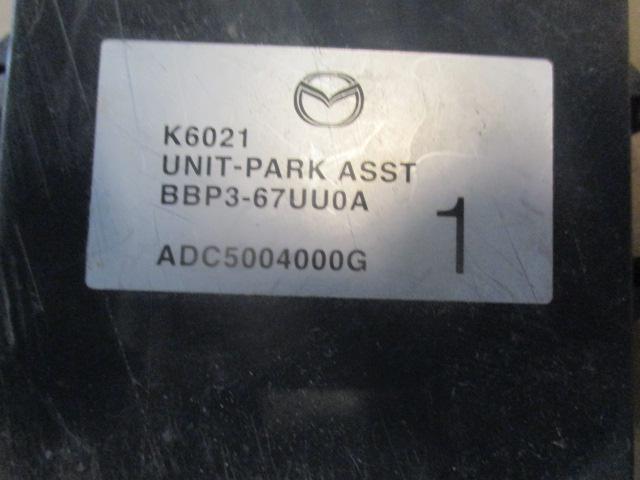 K6021
UNIT-PARK ASST
BBP3-67UU0A
1
ADC5004000G